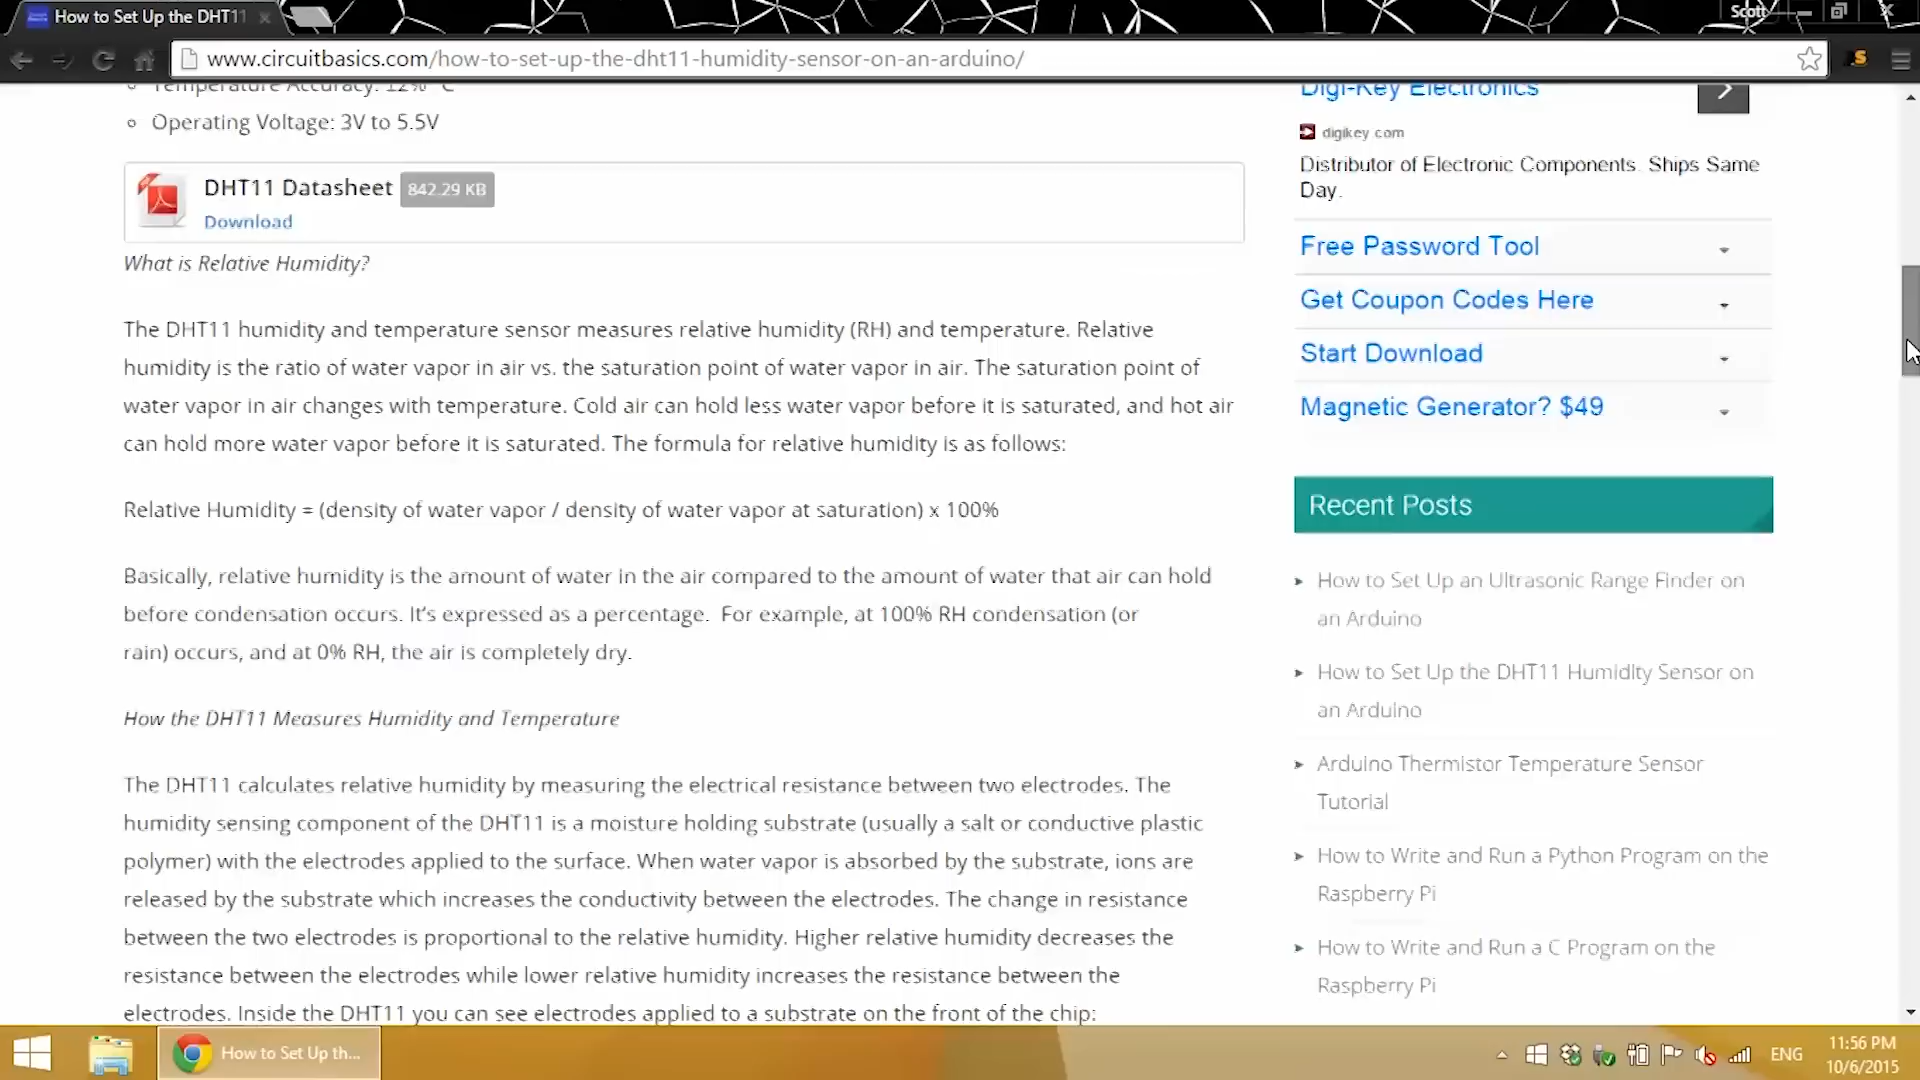 How to Set Up the DHT11
Scott
www.circuitbasics.com/how-to-set-up-the-dht11-humidity-sensor-on-an-arduino/
Temperature Accuracy: ±2% °C
Operating Voltage: 3V to 5.5V
DHT11 Datasheet 842.29 KB
Download
What is Relative Humidity?
The DHT11 humidity and temperature sensor measures relative humidity (RH) and temperature. Relative
humidity is the ratio of water vapor in air vs. the saturation point of water vapor in air. The saturation point of
water vapor in air changes with temperature. Cold air can hold less water vapor before it is saturated, and hot air
can hold more water vapor before it is saturated. The formula for relative humidity is as follows:
Relative Humidity = (density of water vapor / density of water vapor at saturation) x 100%
Basically, relative humidity is the amount of water in the air compared to the amount of water that air can hold
before condensation occurs. It's expressed as a percentage. For example, at 100% RH condensation (or
rain) occurs, and at 0% RH, the air is completely dry.
How the DHT11 Measures Humidity and Temperature
The DHT11 calculates relative humidity by measuring the electrical resistance between two electrodes. The
humidity sensing component of the DHT11 is a moisture holding substrate (usually a salt or conductive plastic
polymer) with the electrodes applied to the surface. When water vapor is absorbed by the substrate, ions are
released by the substrate which increases the conductivity between the electrodes. The change in resistance
between the two electrodes is proportional to the relative humidity. Higher relative humidity decreases the
resistance between the electrodes while lower relative humidity increases the resistance between the
electrodes. Inside the DHT11 you can see electrodes applied to a substrate on the front of the chip:
Digi-Key Electronics
digikey.com
Distributor of Electronic Components. Ships Same
Day.
Free Password Tool
Get Coupon Codes Here
Start Download
Magnetic Generator? $49
Recent Posts
How to Set Up an Ultrasonic Range Finder on
an Arduino
How to Set Up the DHT11 Humidity Sensor on
an Arduino
Arduino Thermistor Temperature Sensor
Tutorial
How to Write and Run a Python Program on the
Raspberry Pi
How to Write and Run a C Program on the
Raspberry Pi
How to Set Up th...
ENG
11:56 PM
10/6/2015